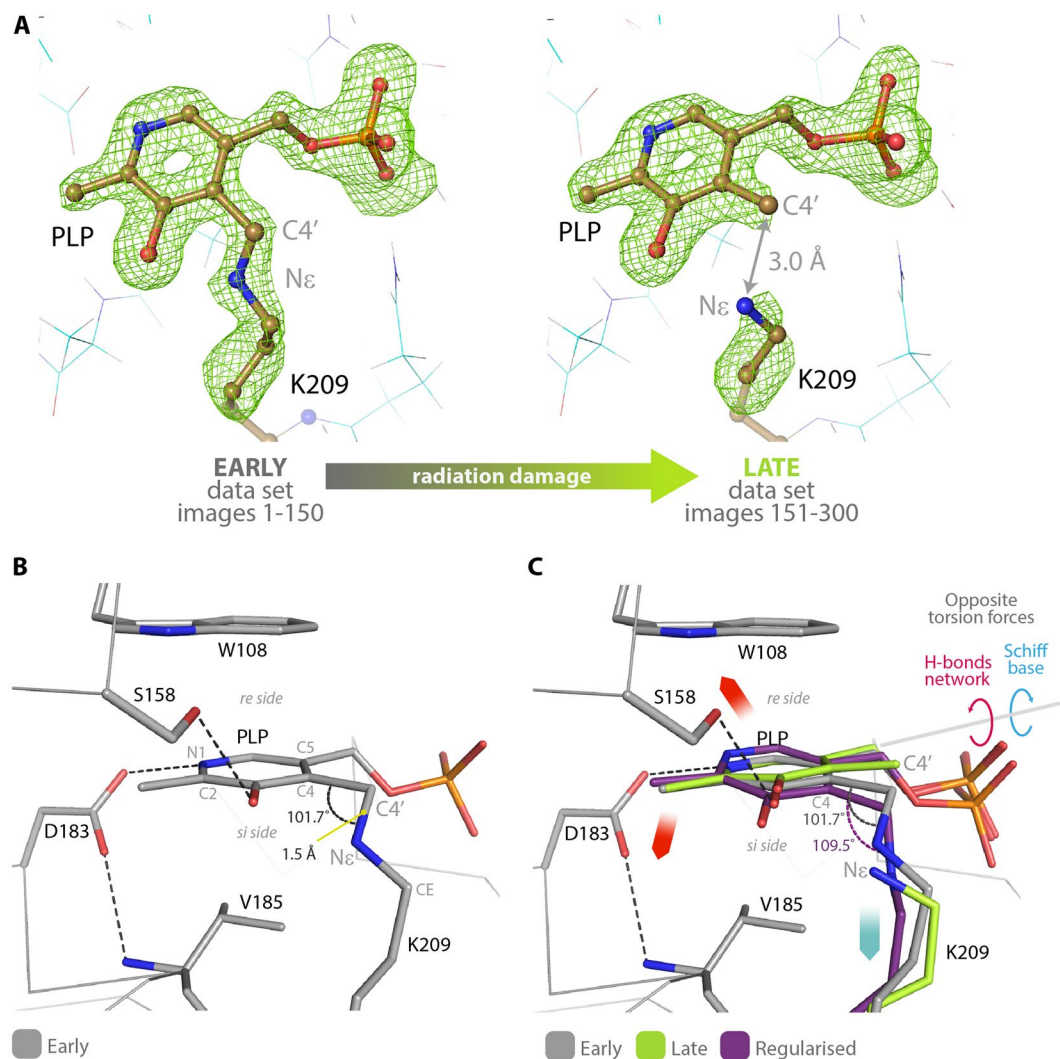 A
PLP
C4′
Nε
K209
PLP
C4′
3.0 Å
Nε
K209
EARLY
data set
images 1-150
radiation damage
LATE
data set
images 151-300
B
W108
S158
re side
N1
PLP
C5
C2
C4
C4′
101.7°
D183
si side
1.5 Å
Nε
CE
V185
K209
Early
C
Opposite
torsion forces
H-bonds
network
Schiff
base
W108
S158
re side
PLP
C4′
C4
101.7°
D183
si side
109.5°
Nε
V185
K209
Early
Late
Regularised